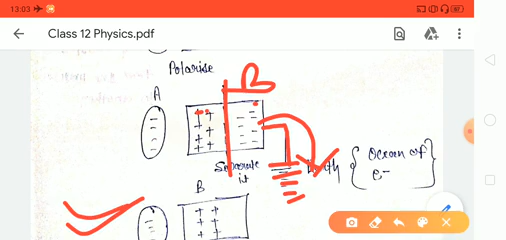 13:03
Class 12 Physics.pdf
Polarise
B
A
Separate it
Earth { Ocean of e-
B